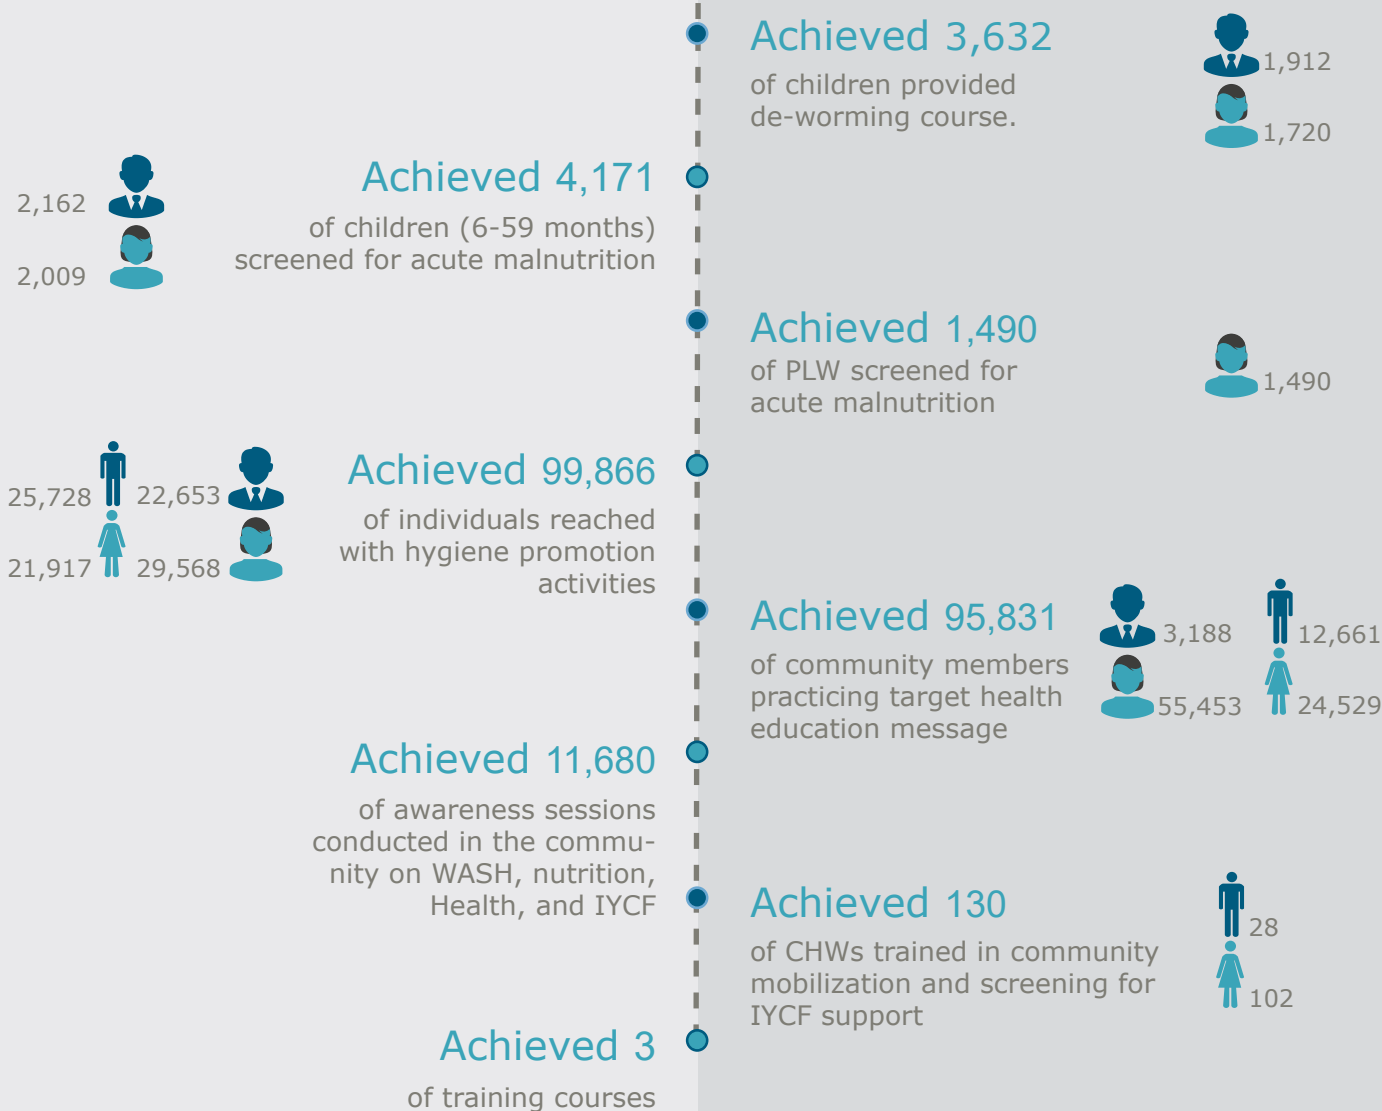 Achieved 3,632
of children provided
de-worming course.
1,912
1,720
Achieved 4,171
of children (6-59 months)
screened for acute malnutrition
2,162
2,009
Achieved 1,490
of PLW screened for
acute malnutrition
1,490
Achieved 99,866
of individuals reached
with hygiene promotion
activities
25,728 22,653
21,917 29,568
Achieved 95,831
of community members
practicing target health
education message
3,188 12,661
55,453 24,529
Achieved 11,680
of awareness sessions
conducted in the commu-
nity on WASH, nutrition,
Health, and IYCF
Achieved 130
of CHWs trained in community
mobilization and screening for
IYCF support
28
102
Achieved 3
of training courses